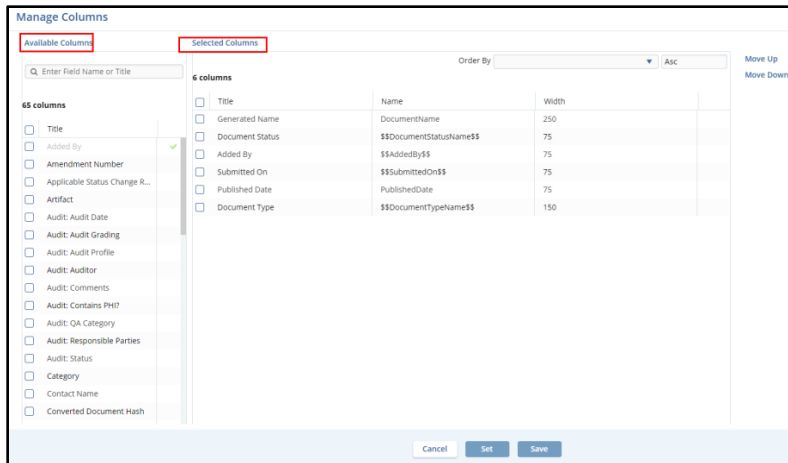 Manage Columns
Available Columns
Enter Field Name or Title
65 columns
Title
Added By
Amendment Number
Applicable Status Change R...
Artifact
Audit: Audit Date
Audit: Audit Grading
Audit: Audit Profile
Audit: Auditor
Audit: Comments
Audit: Contains PHI?
Audit: QA Category
Audit: Responsible Parties
Audit: Status
Category
Contact Name
Converted Document Hash
Selected Columns
Order By Asc
6 columns
Title Name Width
Generated Name DocumentName 250
Document Status $$DocumentStatusName$$ 75
Added By $$AddedBy$$ 75
Submitted On $$SubmittedOn$$ 75
Published Date PublishedDate 75
Document Type $$DocumentTypeName$$ 150
Move Up
Move Down
Cancel Set Save